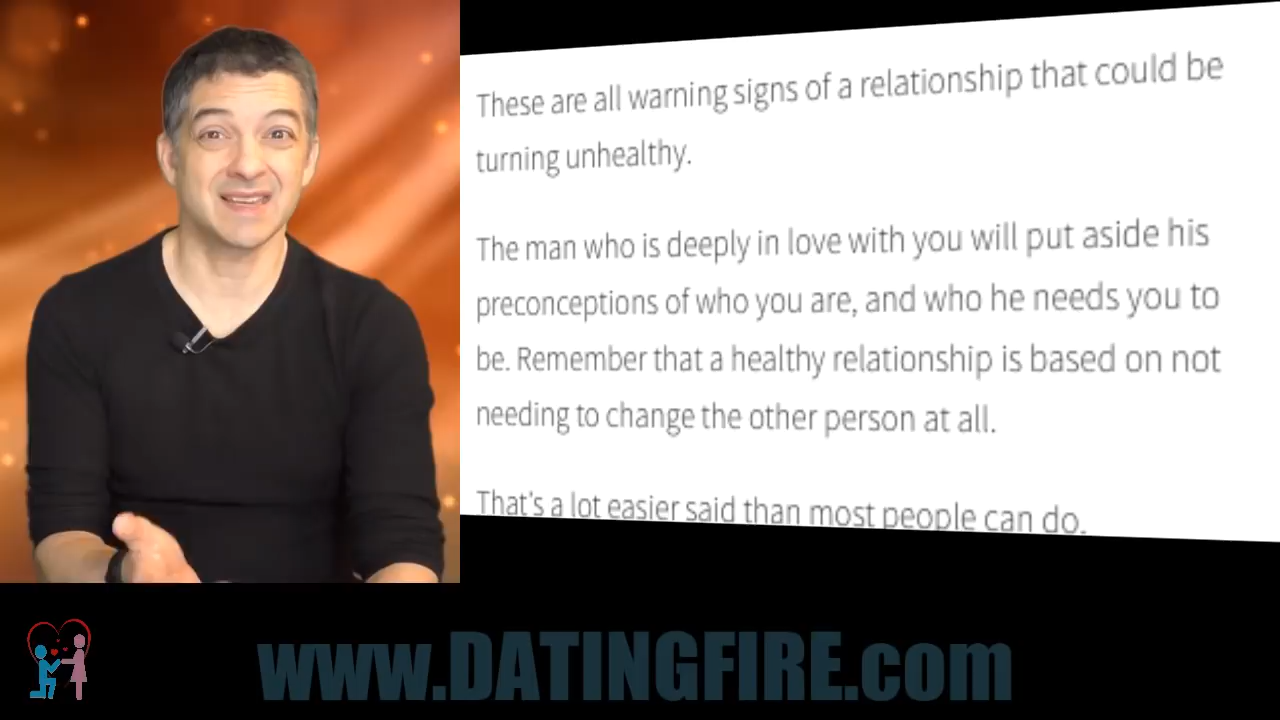 These are all warning signs of a relationship that could be
turning unhealthy.
The man who is deeply in love with you will put aside his
preconceptions of who you are, and who he needs you to
be. Remember that a healthy relationship is based on not
needing to change the other person at all.
That's a lot easier said than most people can do.
www.DATINGFIRE.com